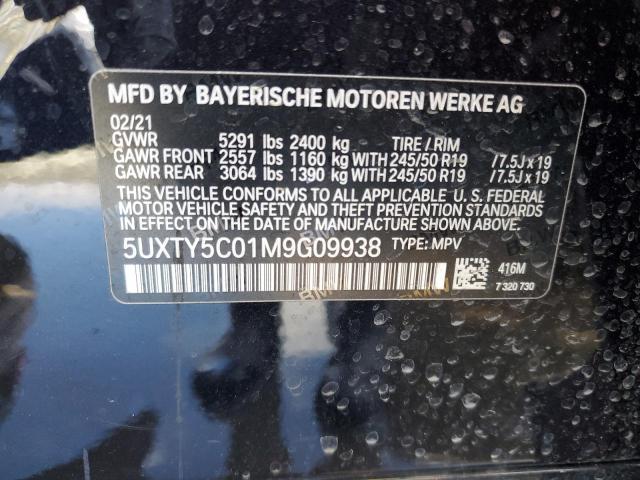 MFD BY BAYERISCHE MOTOREN WERKE AG
02/21
GVWR 5291 lbs 2400 kg TIRE / RIM
GAWR FRONT 2557 lbs 1160 kg WITH 245/50 R19 /7.5J x 19
GAWR REAR 3064 lbs 1390 kg WITH 245/50 R19 /7.5J x 19
THIS VEHICLE CONFORMS TO ALL APPLICABLE U. S. FEDERAL
MOTOR VEHICLE SAFETY AND THEFT PREVENTION STANDARDS
IN EFFECT ON THE DATE OF MANUFACTURE SHOWN ABOVE.
5UXTY5C01M9G09938 TYPE: MPV
416M
7 320 730